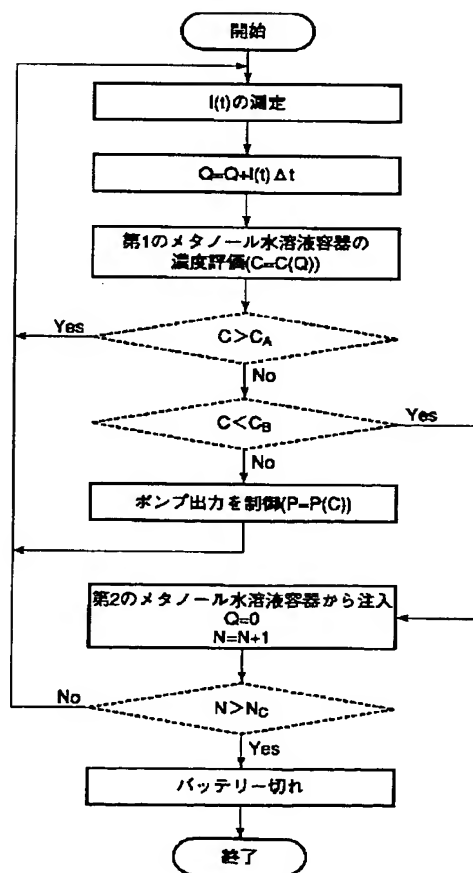 開始
I(t)の測定
Q=Q+I(t)Δt
第1のメタノール水溶液容器の
濃度評価(C=C(Q))
Yes
C>CA
No
C<CB
Yes
No
ポンプ出力を制御(P=P(C))
第2のメタノール水溶液容器から注入
Q=0
N=N+1
No
N>NC
Yes
バッテリー切れ
終了